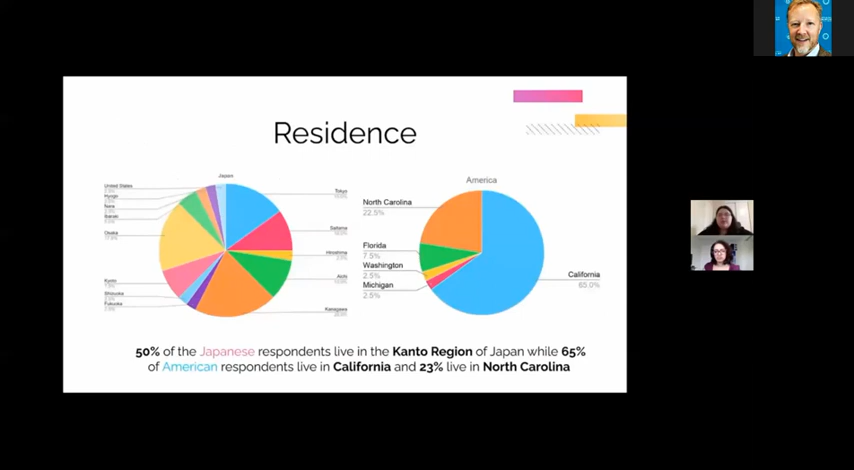 Residence
Japan
United States
Hyogo
Nara
Ibaraki
Osaka
Kyoto
Shizuoka
Fukuoka
Tokyo
Saitama
Hiroshima
Aichi
Kanagawa
America
North Carolina
22.5%
Florida
7.5%
Washington
2.5%
Michigan
2.5%
California
65.0%
50% of the Japanese respondents live in the Kanto Region of Japan while 65%
of American respondents live in California and 23% live in North Carolina